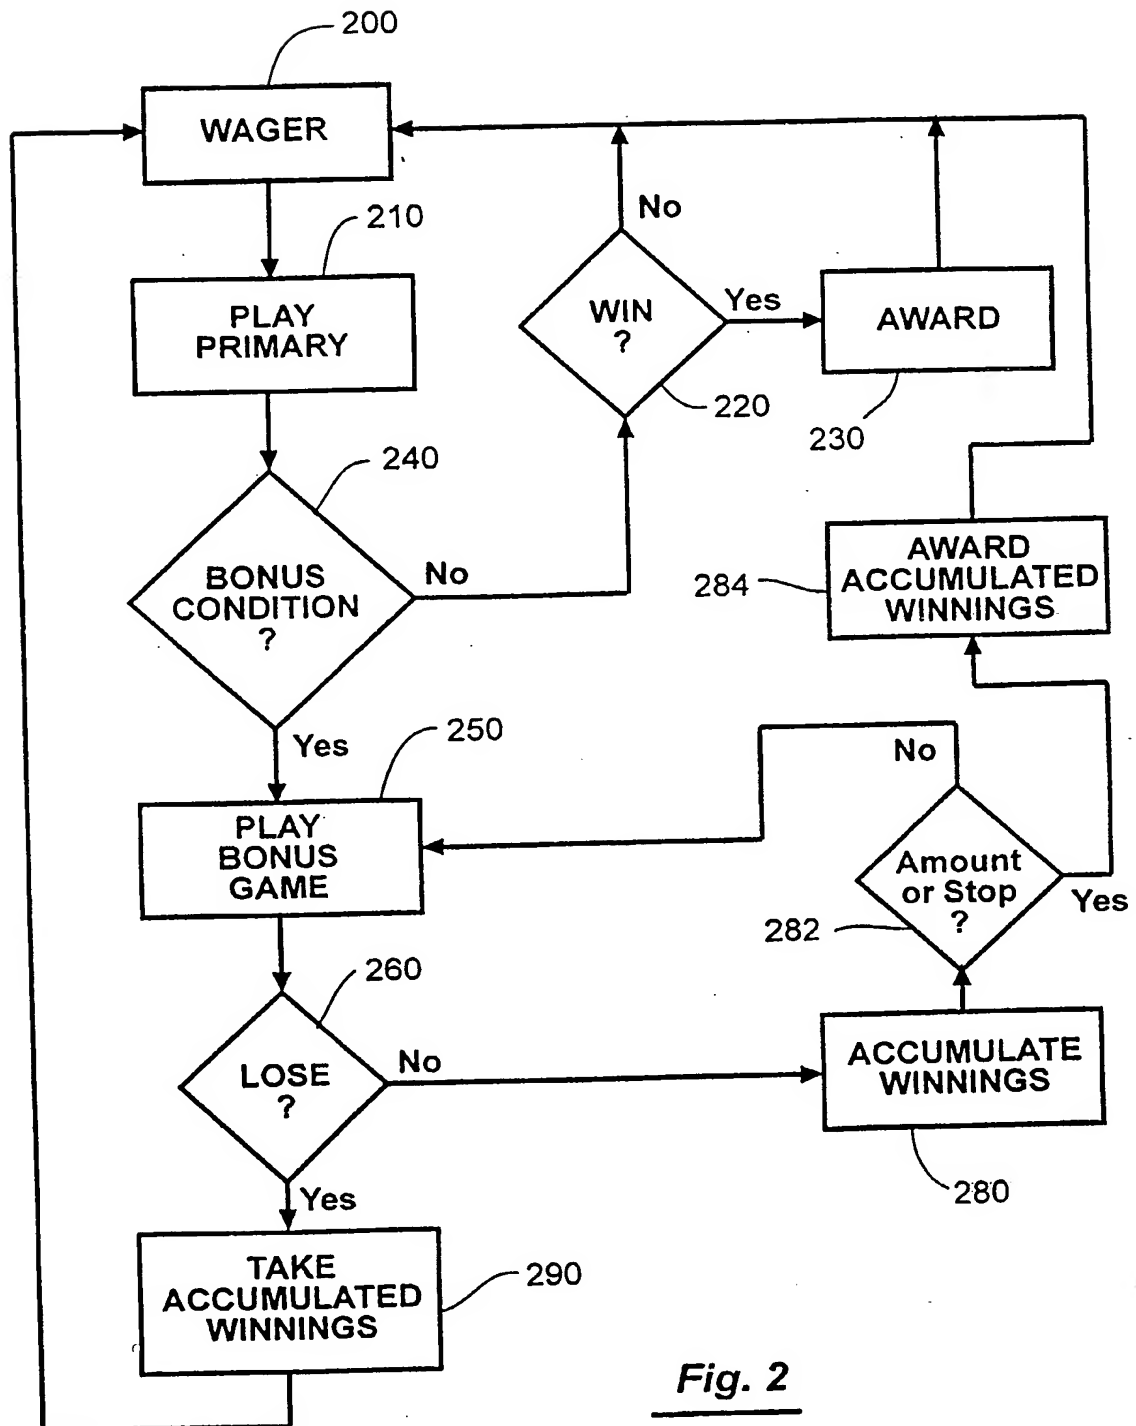 200
WAGER
210
PLAY
PRIMARY
No
WIN
?
Yes
AWARD
220
230
240
BONUS
CONDITION
?
No
AWARD
ACCUMULATED
WINNINGS
284
Yes
250
PLAY
BONUS
GAME
No
Amount
or Stop
?
Yes
282
260
LOSE
?
No
ACCUMULATE
WINNINGS
280
Yes
TAKE
ACCUMULATED
WINNINGS
290
Fig. 2